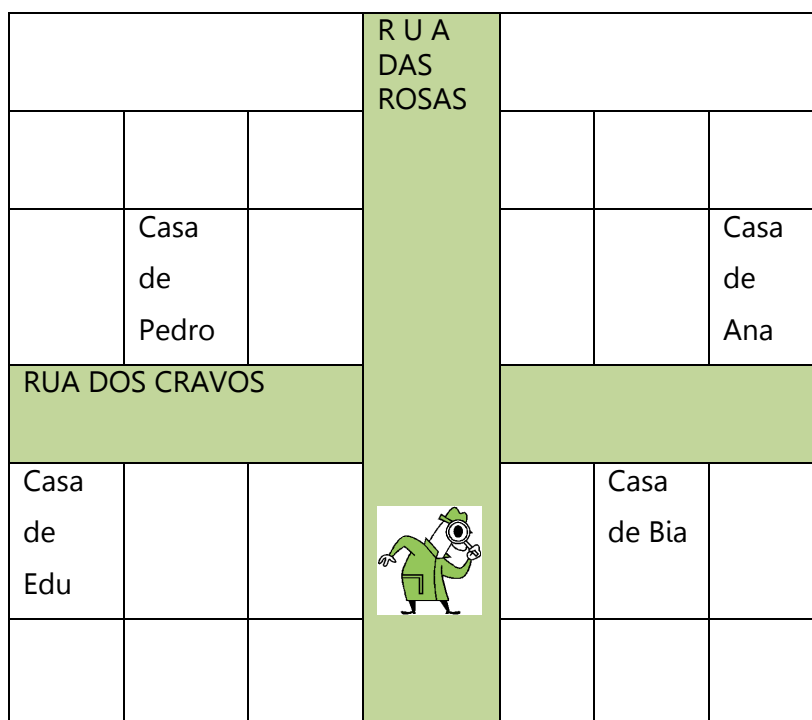 R U A
DAS
ROSAS
Casa
de
Pedro
Casa
de
Ana
RUA DOS CRAVOS
Casa
de
Edu
Casa
de Bia